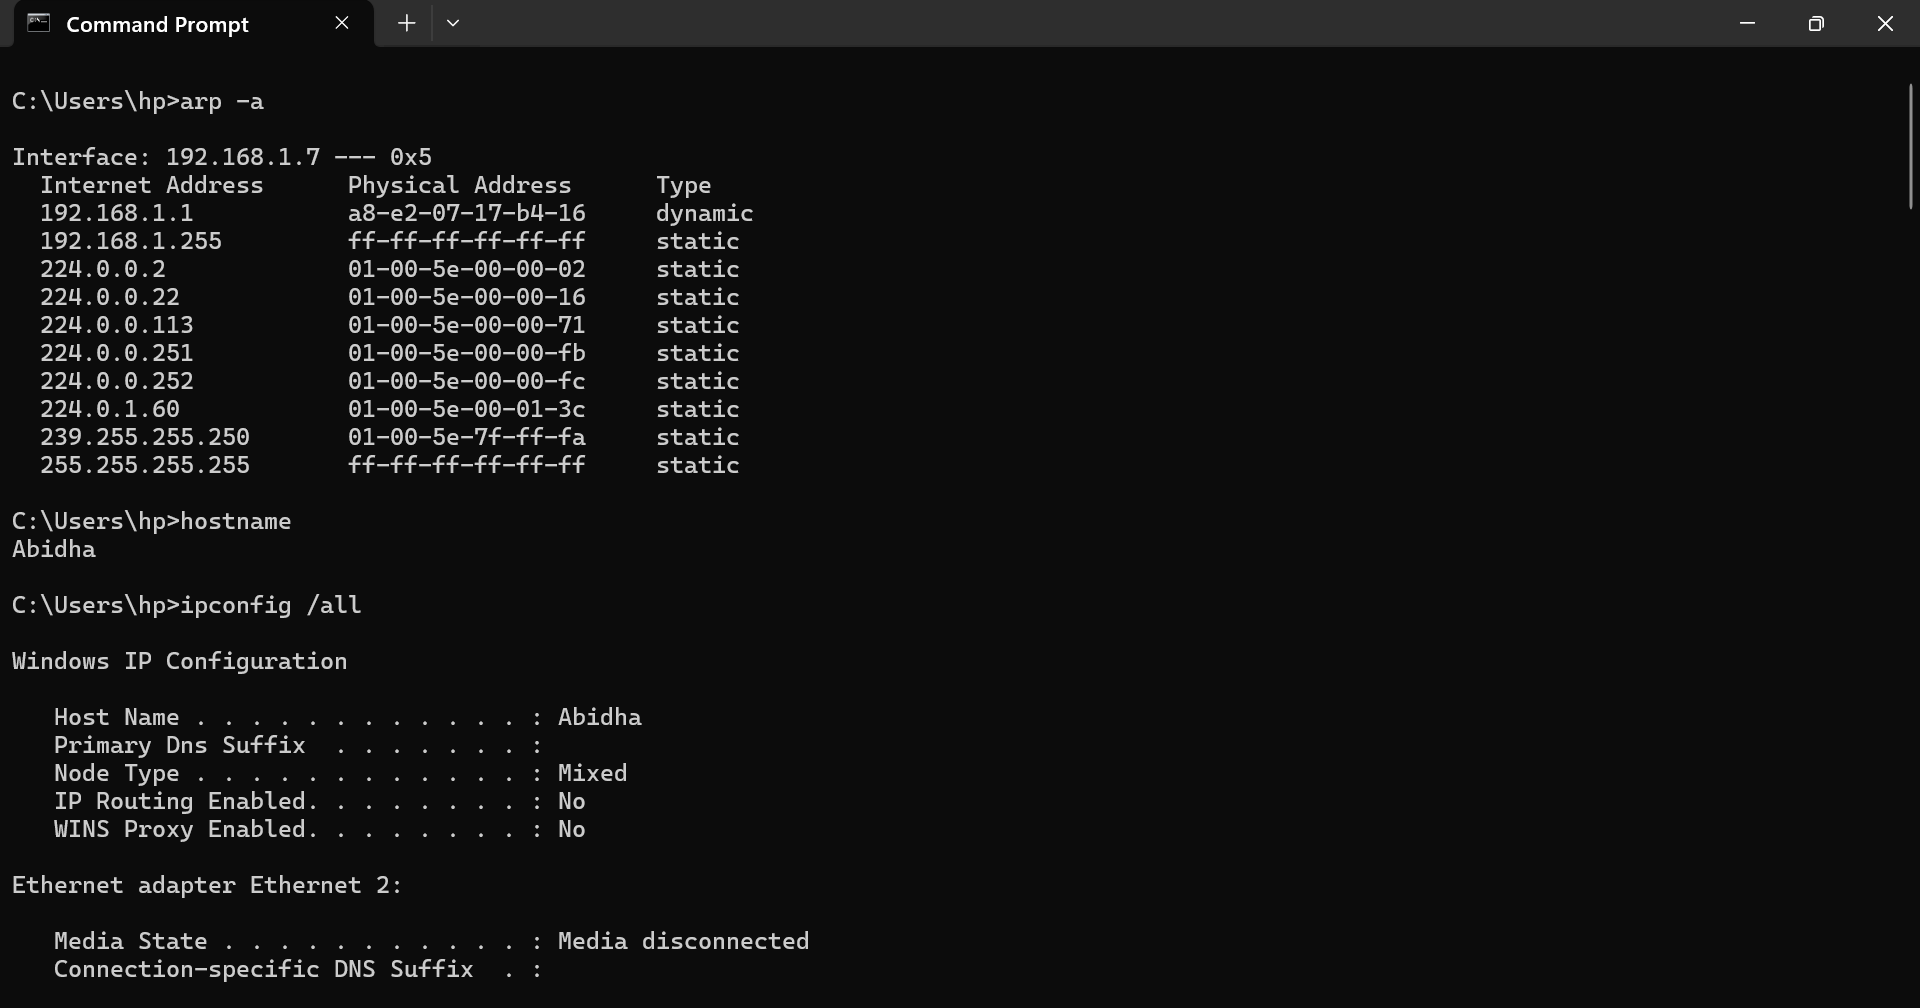 Command Prompt
C:\Users\hp>arp -a
Interface: 192.168.1.7 --- 0x5
  Internet Address      Physical Address      Type
  192.168.1.1           a8-e2-07-17-b4-16     dynamic
  192.168.1.255         ff-ff-ff-ff-ff-ff     static
  224.0.0.2             01-00-5e-00-00-02     static
  224.0.0.22            01-00-5e-00-00-16     static
  224.0.0.113           01-00-5e-00-00-71     static
  224.0.0.251           01-00-5e-00-00-fb     static
  224.0.0.252           01-00-5e-00-00-fc     static
  224.0.1.60            01-00-5e-00-01-3c     static
  239.255.255.250       01-00-5e-7f-ff-fa     static
  255.255.255.255       ff-ff-ff-ff-ff-ff     static
C:\Users\hp>hostname
Abidha
C:\Users\hp>ipconfig /all
Windows IP Configuration
   Host Name . . . . . . . . . . . . : Abidha
   Primary Dns Suffix  . . . . . . . . :
   Node Type . . . . . . . . . . . . : Mixed
   IP Routing Enabled. . . . . . . . : No
   WINS Proxy Enabled. . . . . . . . : No
Ethernet adapter Ethernet 2:
   Media State . . . . . . . . . . . . : Media disconnected
   Connection-specific DNS Suffix  . :